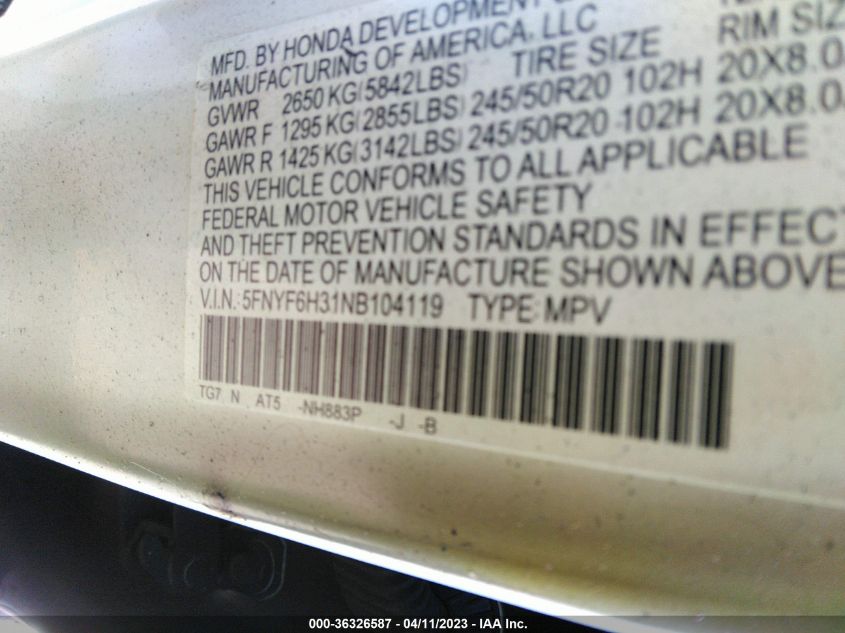 MFD. BY HONDA DEVELOPMENT
MANUFACTURING OF AMERICA, LLC
GVWR 2650 KG(5842LBS) TIRE SIZE RIM SIZ
GAWR F 1295 KG(2855LBS) 245/50R20 102H 20X8.0
GAWR R 1425 KG(3142LBS) 245/50R20 102H 20X8.0
THIS VEHICLE CONFORMS TO ALL APPLICABLE
FEDERAL MOTOR VEHICLE SAFETY
AND THEFT PREVENTION STANDARDS IN EFFECT
ON THE DATE OF MANUFACTURE SHOWN ABOVE
V.I.N.: 5FNYF6H31NB104119 TYPE: MPV
TG7 N AT5 -NH883P -J -B
000-36326587 - 04/11/2023 - IAA Inc.